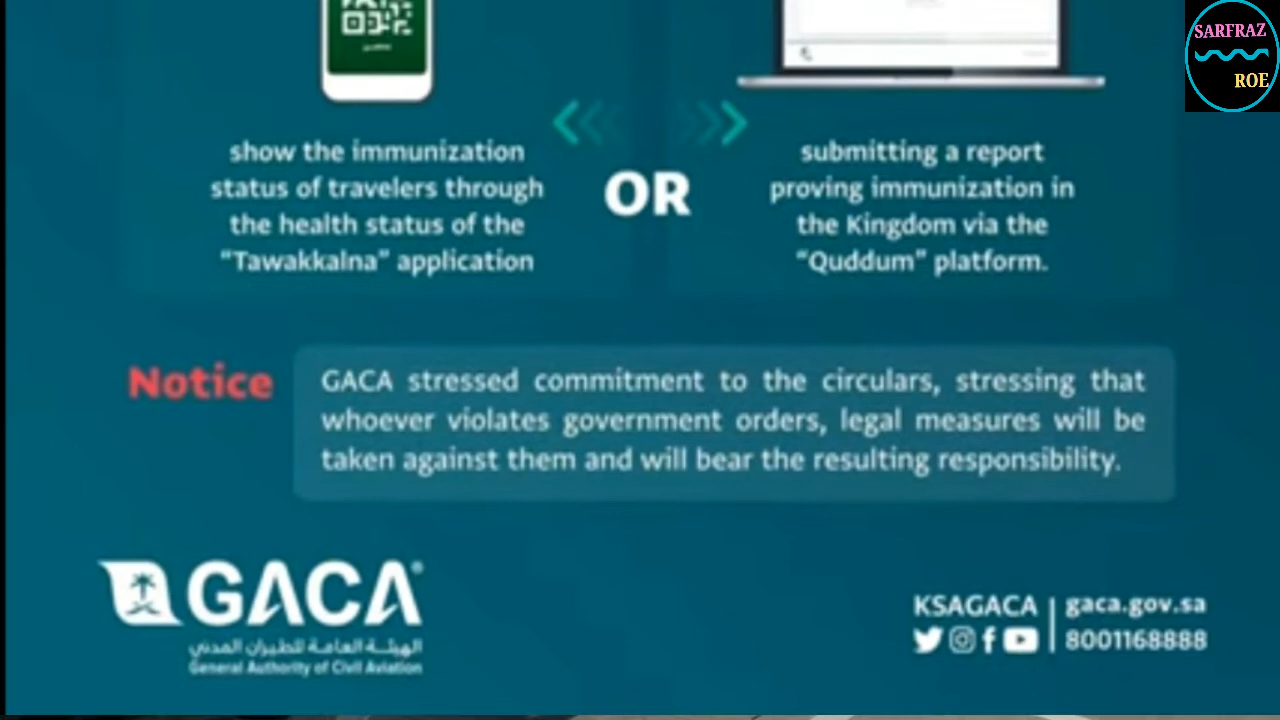 SARFRAZ
ROE
show the immunization
status of travelers through
the health status of the
“Tawakkalna” application
OR
submitting a report
proving immunization in
the Kingdom via the
“Quddum” platform.
Notice
GACA stressed commitment to the circulars, stressing that
whoever violates government orders, legal measures will be
taken against them and will bear the resulting responsibility.
GACA®
الهيئة العامة للطيران المدني
General Authority of Civil Aviation
KSAGACA
gaca.gov.sa
8001168888